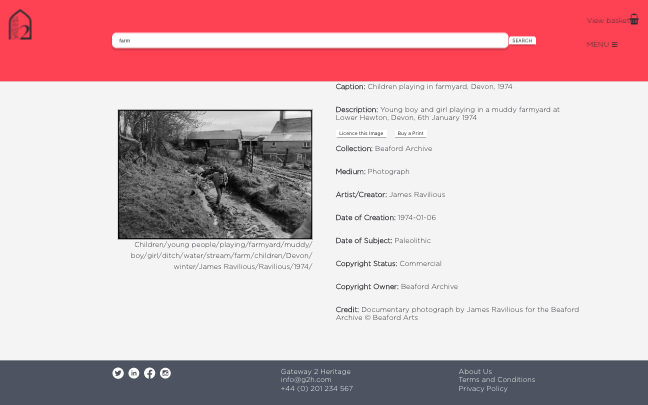 View basket
farm
SEARCH
MENU
Caption: Children playing in farmyard, Devon, 1974
Description: Young boy and girl playing in a muddy farmyard at
Lower Hewton, Devon, 6th January 1974
Licence this image
Buy a Print
Collection: Beaford Archive
Medium: Photograph
Artist/Creator: James Ravilious
Date of Creation: 1974-01-06
Date of Subject: Paleolithic
Copyright Status: Commercial
Copyright Owner: Beaford Archive
Credit: Documentary photograph by James Ravilious for the Beaford
Archive © Beaford Arts
Children/young people/playing/farmyard/muddy/
boy/girl/ditch/water/stream/farm/children/Devon/
winter/James Ravilious/Ravilious/1974/
Gateway 2 Heritage
info@g2h.com
+44 (0) 201 234 567
About Us
Terms and Conditions
Privacy Policy